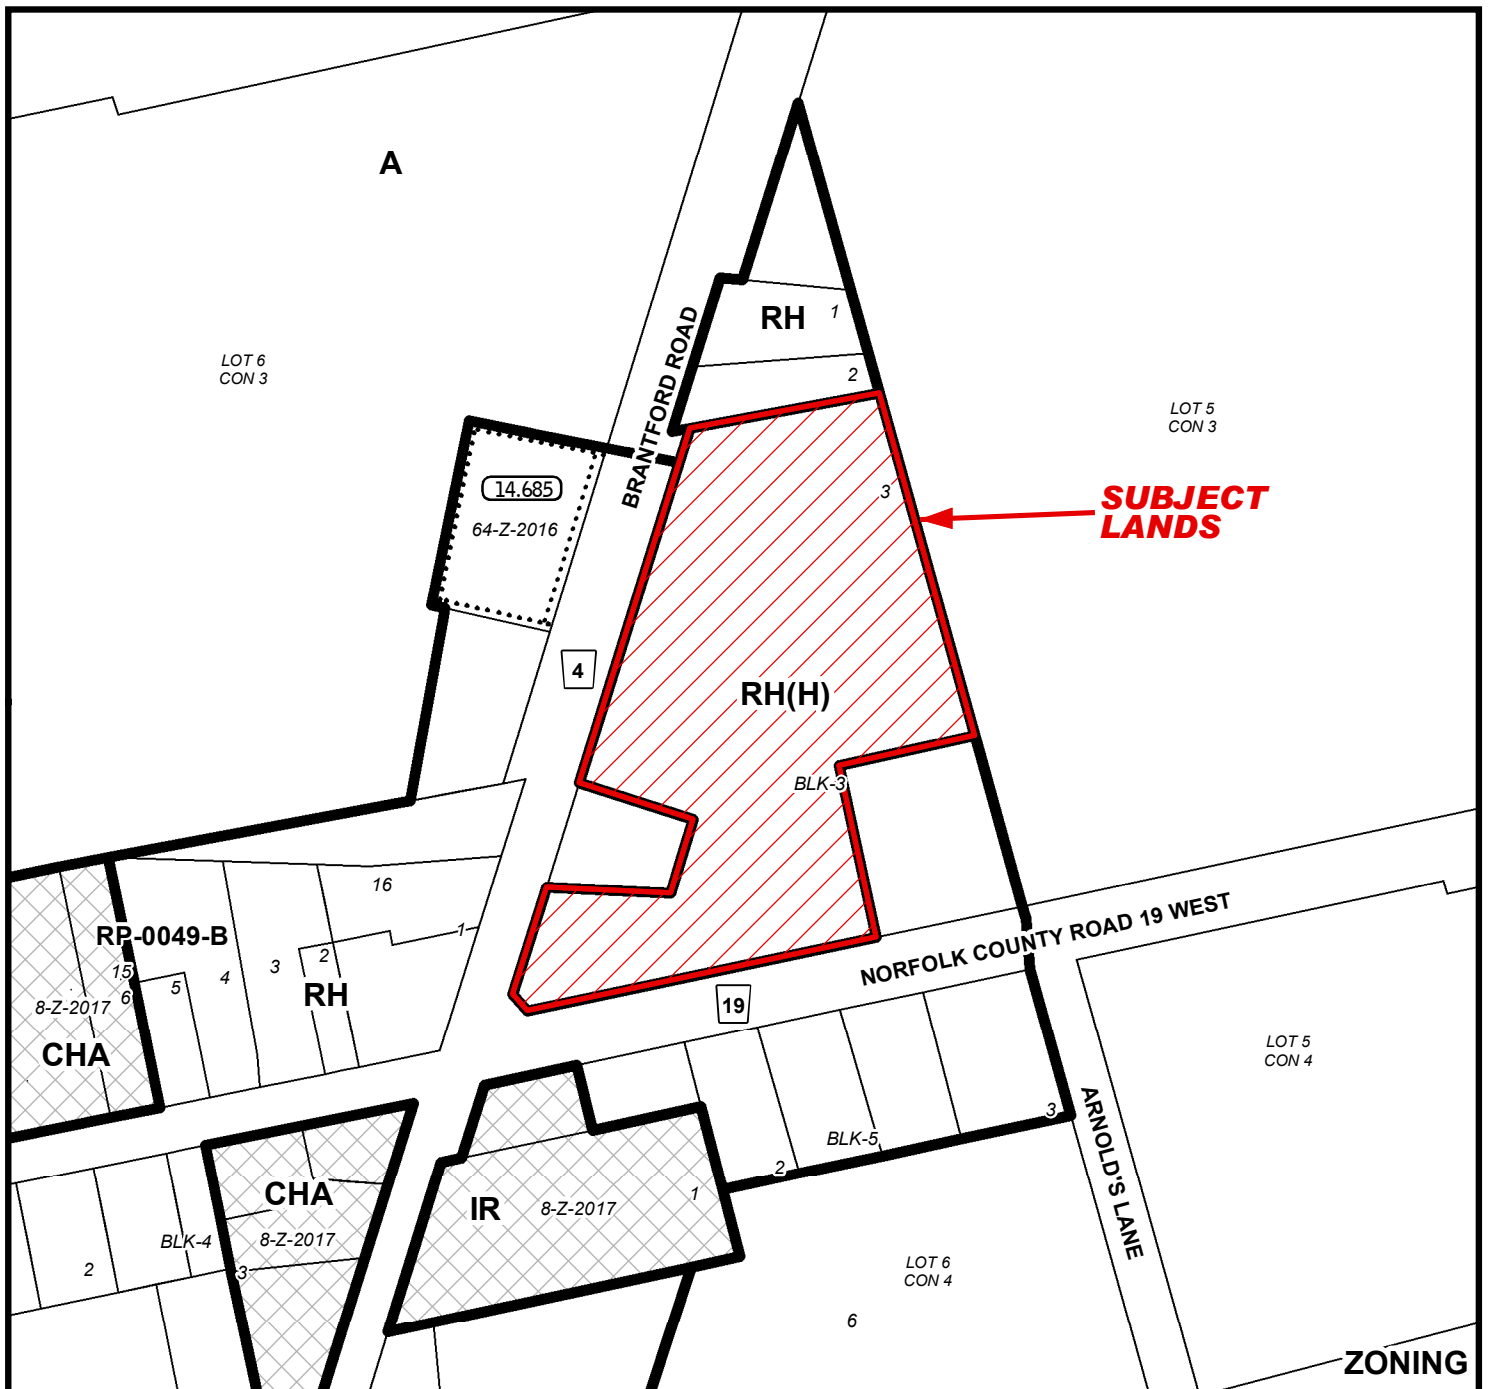 A
RH
1
BRANTFORD ROAD
2
LOT 6
CON 3
LOT 5
CON 3
14.685
64-Z-2016
3
SUBJECT
LANDS
4
RH(H)
BLK-3
16
RP-0049-B
1
2
3
4
5
15
6
8-Z-2017
RH
CHA
NORFOLK COUNTY ROAD 19 WEST
19
LOT 5
CON 4
3
BLK-5
2
ARNOLD'S LANE
CHA
8-Z-2017
BLK-4
3
2
IR
8-Z-2017
1
LOT 6
CON 4
6
ZONING